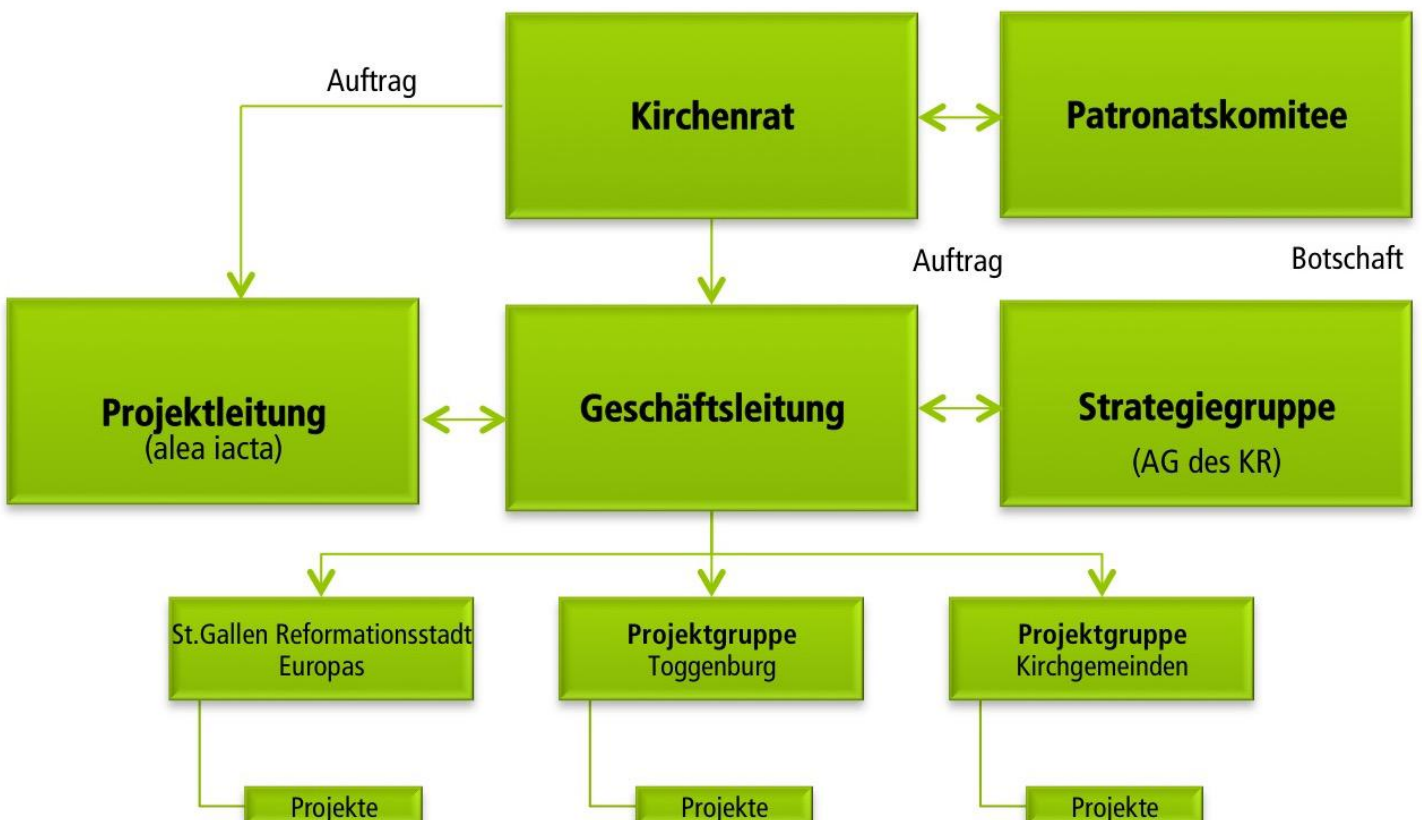 Auftrag
Kirchenrat
Patronatskomitee
Auftrag
Botschaft
Projektleitung
(alea iacta)
Geschäftsleitung
Strategiegruppe
(AG des KR)
St.Gallen Reformationsstadt
Europas
Projektgruppe
Toggenburg
Projektgruppe
Kirchgemeinden
Projekte
Projekte
Projekte